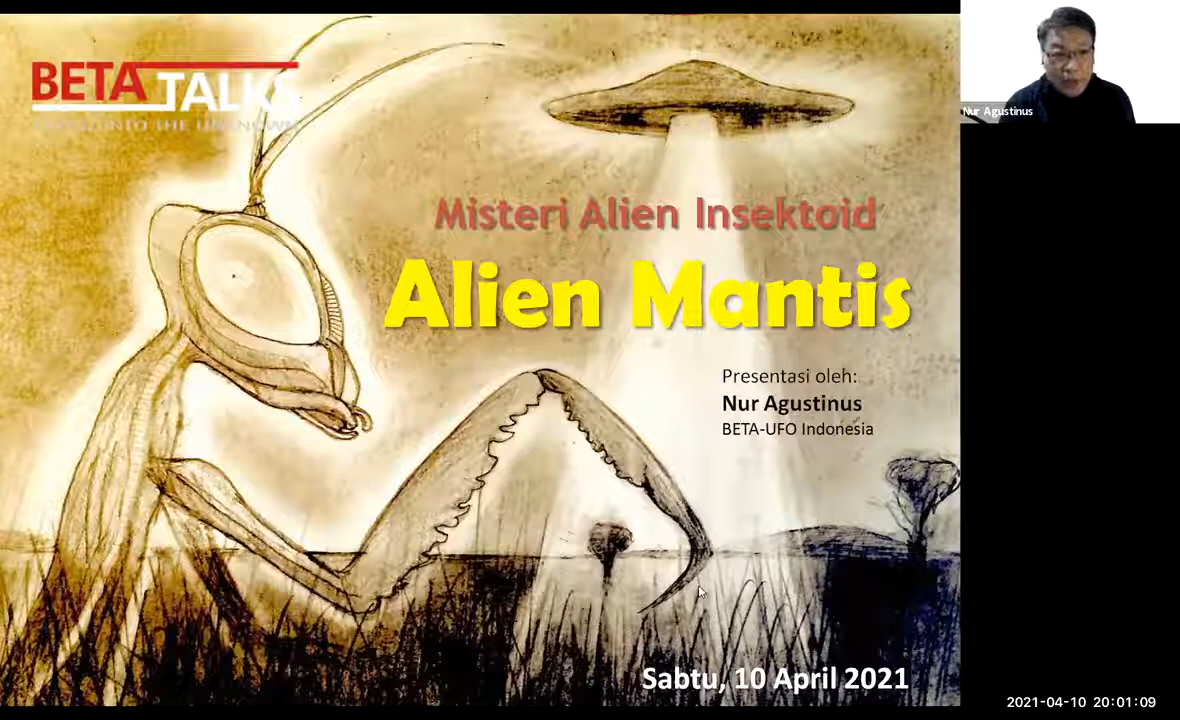 BETA
TALKS
Nur Agustinus
Misteri Alien Insektoid
Alien Mantis
Presentasi oleh:
Nur Agustinus
BETA-UFO Indonesia
Sabtu, 10 April 2021
2021-04-10 20:01:09